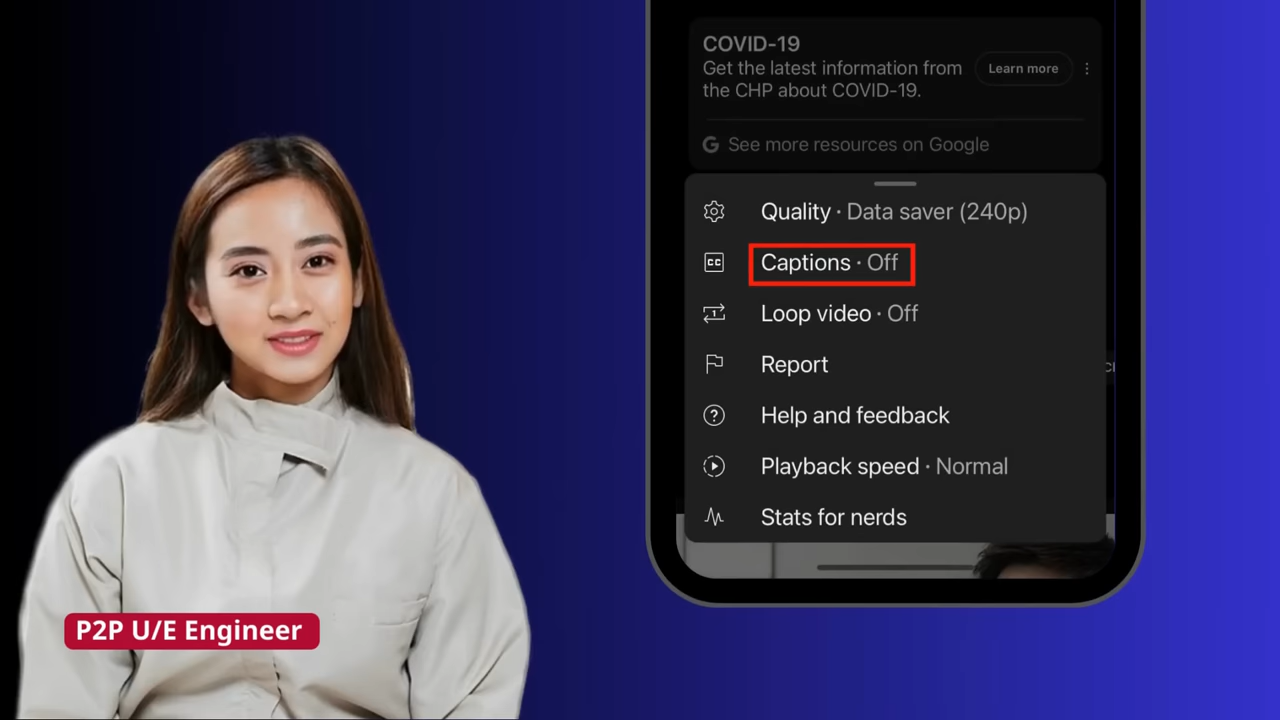 COVID-19
Get the latest information from
the CHP about COVID-19.
Learn more
See more resources on Google
Quality · Data saver (240p)
CC
Captions · Off
1
Loop video · Off
Report
?
Help and feedback
Playback speed · Normal
Stats for nerds
P2P U/E Engineer